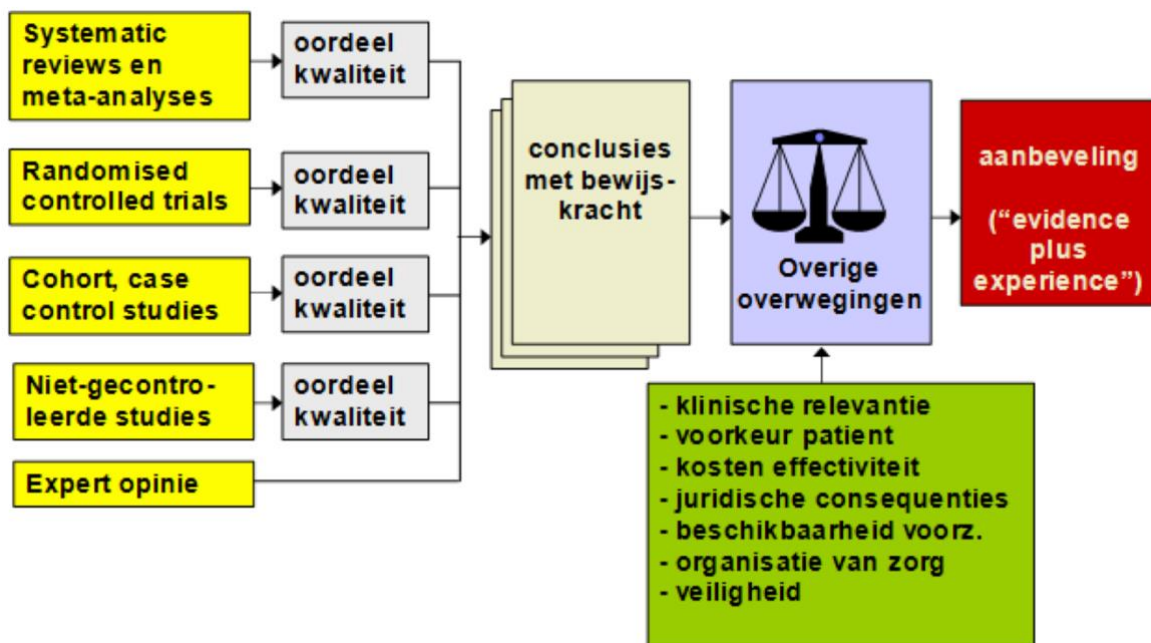 Systematic
reviews en
meta-analyses
oordeel
kwaliteit
Randomised
controlled trials
oordeel
kwaliteit
Cohort, case
control studies
oordeel
kwaliteit
Niet-gecontro-
leerde studies
oordeel
kwaliteit
Expert opinie
conclusies
met bewijs-
kracht
Overige
overwegingen
aanbeveling
(“evidence
plus
experience”)
- klinische relevantie
- voorkeur patient
- kosten effectiviteit
- juridische consequenties
- beschikbaarheid voorz.
- organisatie van zorg
- veiligheid